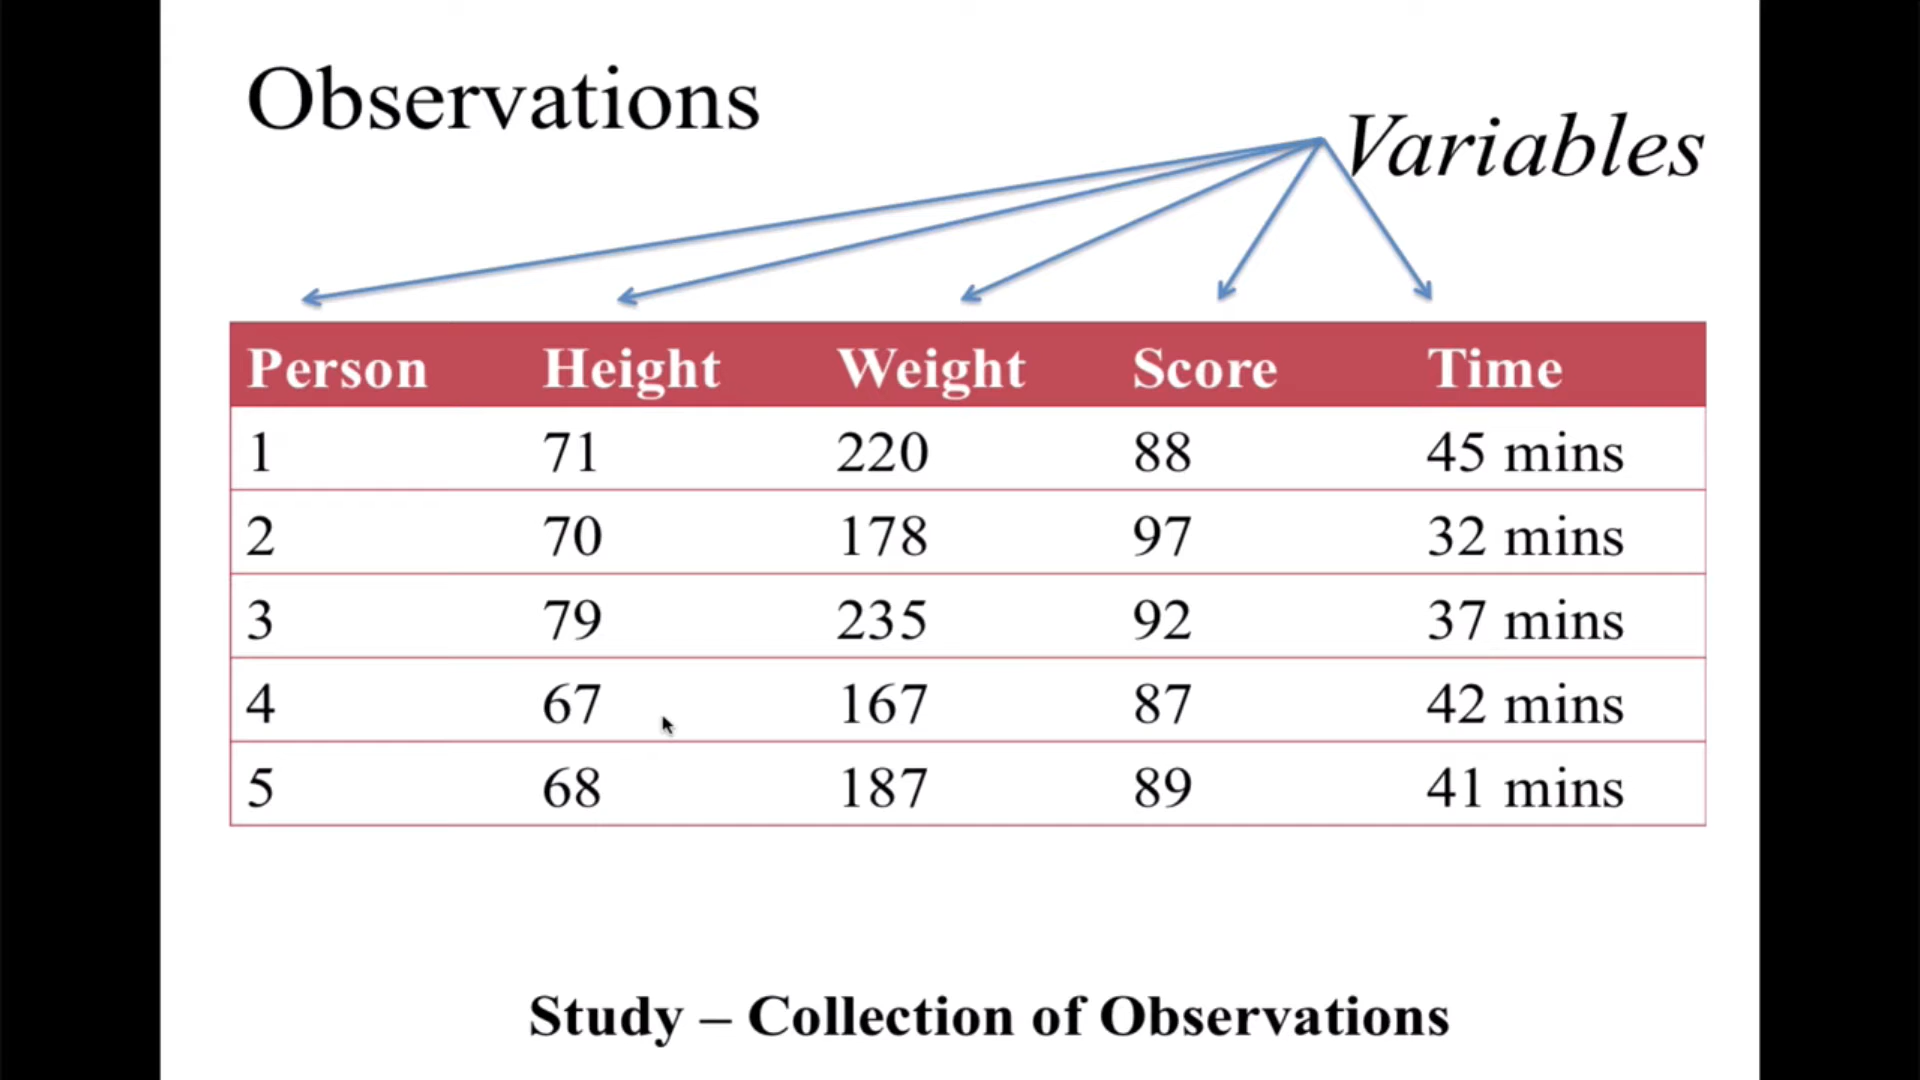 Observations
Variables
Person Height Weight Score Time
1 71 220 88 45 mins
2 70 178 97 32 mins
3 79 235 92 37 mins
4 67 167 87 42 mins
5 68 187 89 41 mins
Study – Collection of Observations